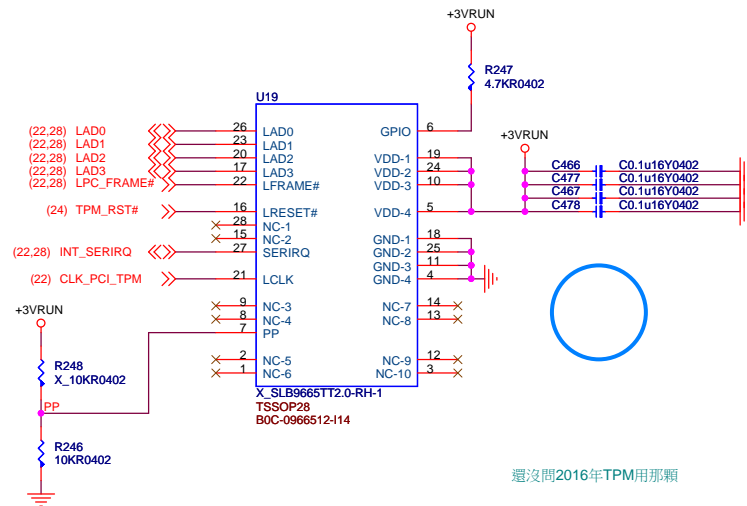 +3VRUN
R247
4.7KR0402
U19
(22,28) LAD0
26
LAD0
GPIO
6
+3VRUN
(22,28) LAD1
23
LAD1
(22,28) LAD2
20
LAD2
VDD-1
19
C466
C0.1u16Y0402
(22,28) LAD3
17
LAD3
VDD-2
24
C477
C0.1u16Y0402
(22,28) LPC_FRAME#
22
LFRAME#
VDD-3
10
C467
C0.1u16Y0402
(24) TPM_RST#
16
LRESET#
VDD-4
5
C478
C0.1u16Y0402
28
NC-1
15
NC-2
GND-1
18
(22,28) INT_SERIRQ
27
SERIRQ
GND-2
25
GND-3
11
(22) CLK_PCI_TPM
21
LCLK
GND-4
4
+3VRUN
9
NC-3
NC-7
14
8
NC-4
NC-8
13
7
PP
R248
X_10KR0402
2
NC-5
NC-9
12
1
NC-6
NC-10
3
X_SLB9665TT2.0-RH-1
TSSOP28
B0C-0966512-I14
PP
R246
10KR0402
還沒問2016年TPM用那顆